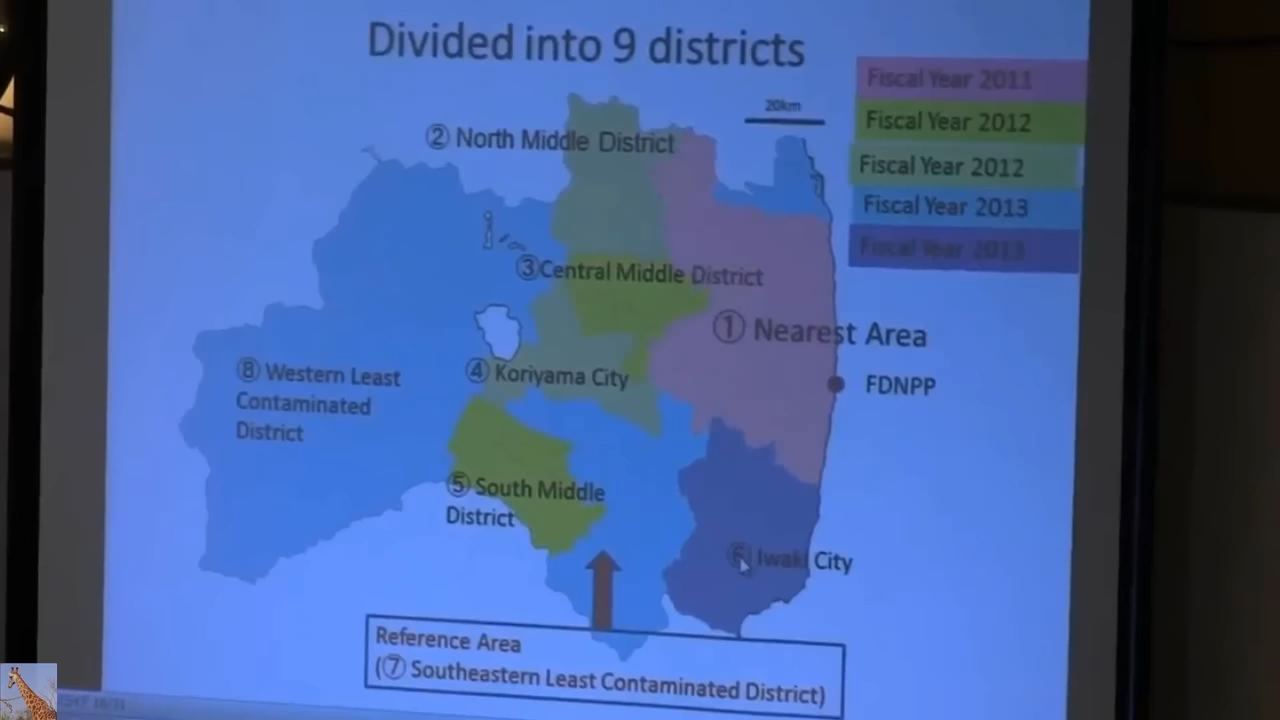 Divided into 9 districts
20km
Fiscal Year 2011
Fiscal Year 2012
Fiscal Year 2012
Fiscal Year 2013
Fiscal Year 2013
② North Middle District
③Central Middle District
① Nearest Area
FDNPP
④ Koriyama City
⑧ Western Least
Contaminated
District
⑤ South Middle
District
⑥ Iwaki City
Reference Area
(⑦ Southeastern Least Contaminated District)